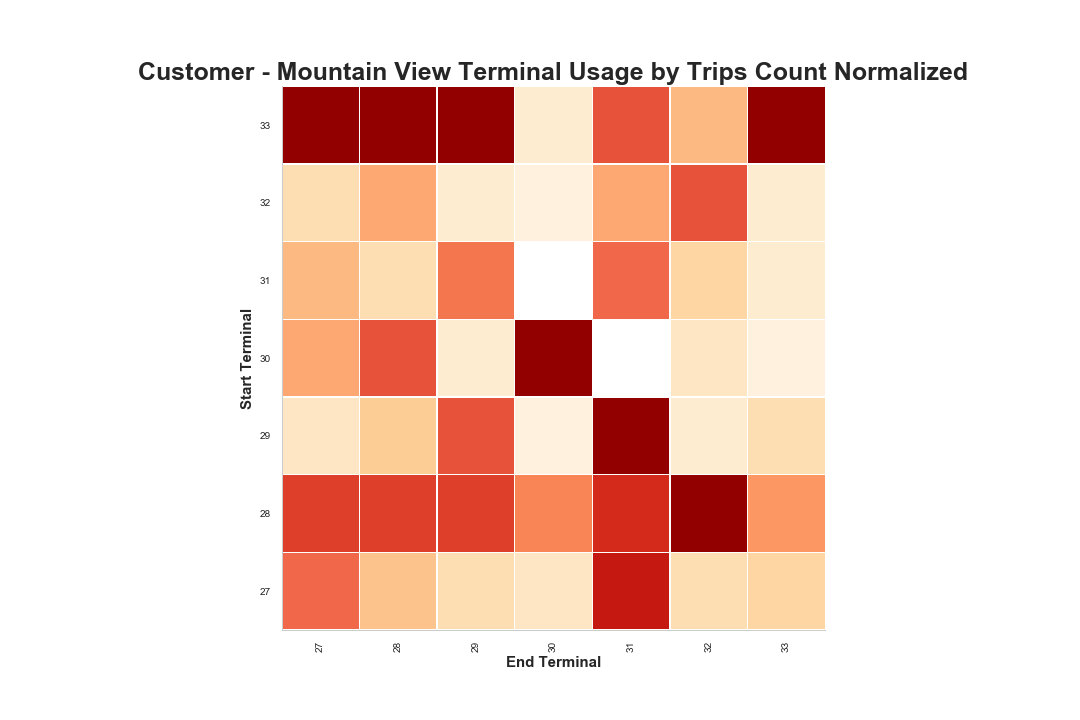 Customer - Mountain View Terminal Usage by Trips Count Normalized
33
32
31
30
29
28
27
Start Terminal
27 28 29 30 31 32 33
End Terminal